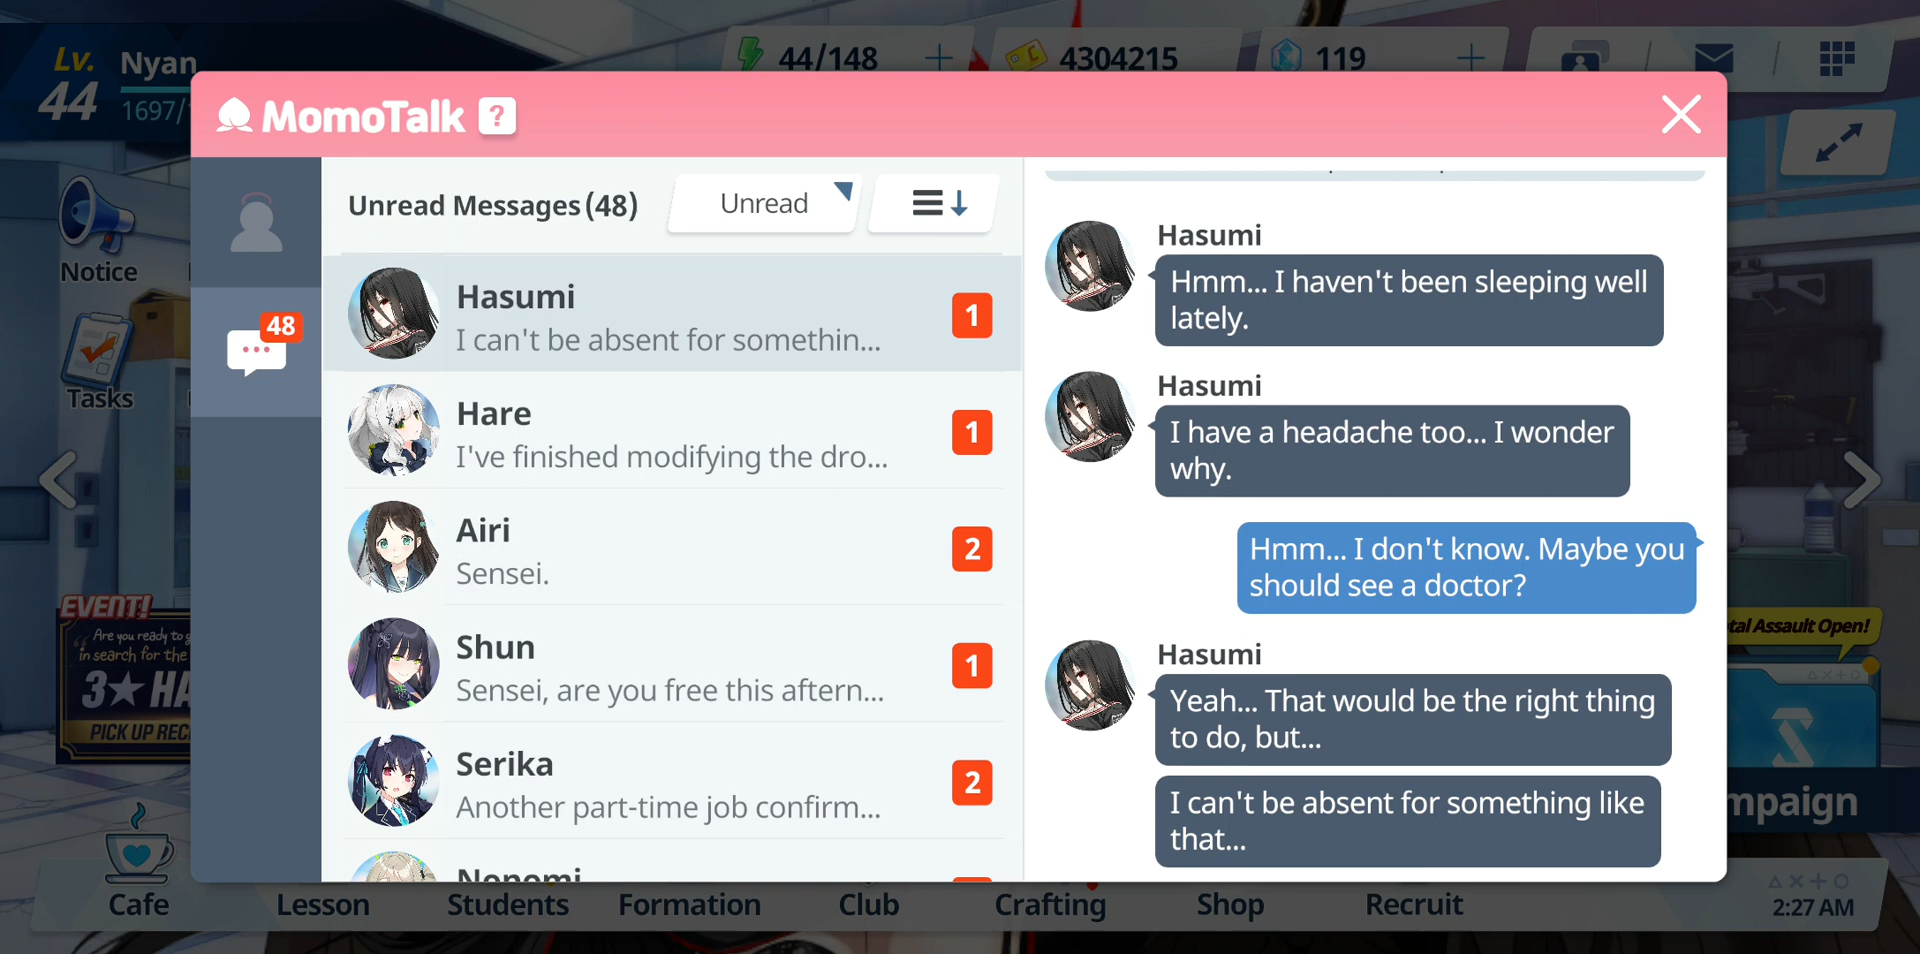 Lv.
44
Nyan
1697/
44/148
4304215
119
MomoTalk ?
Notice
Tasks
48
Unread Messages (48)
Unread
Hasumi
I can't be absent for somethin...
1
Hare
I've finished modifying the dro...
1
Airi
Sensei.
2
Shun
Sensei, are you free this aftern...
1
Serika
Another part-time job confirm...
2
Nonomi
Hasumi
Hmm... I haven't been sleeping well
lately.
Hasumi
I have a headache too... I wonder
why.
Hmm... I don't know. Maybe you
should see a doctor?
Hasumi
Yeah... That would be the right thing
to do, but...
I can't be absent for something like
that...
EVENT!
Are you ready to g
in search for the
3★ HA
PICK UP REC
tal Assault Open!
mpaign
Cafe
Lesson
Students
Formation
Club
Crafting
Shop
Recruit
2:27 AM